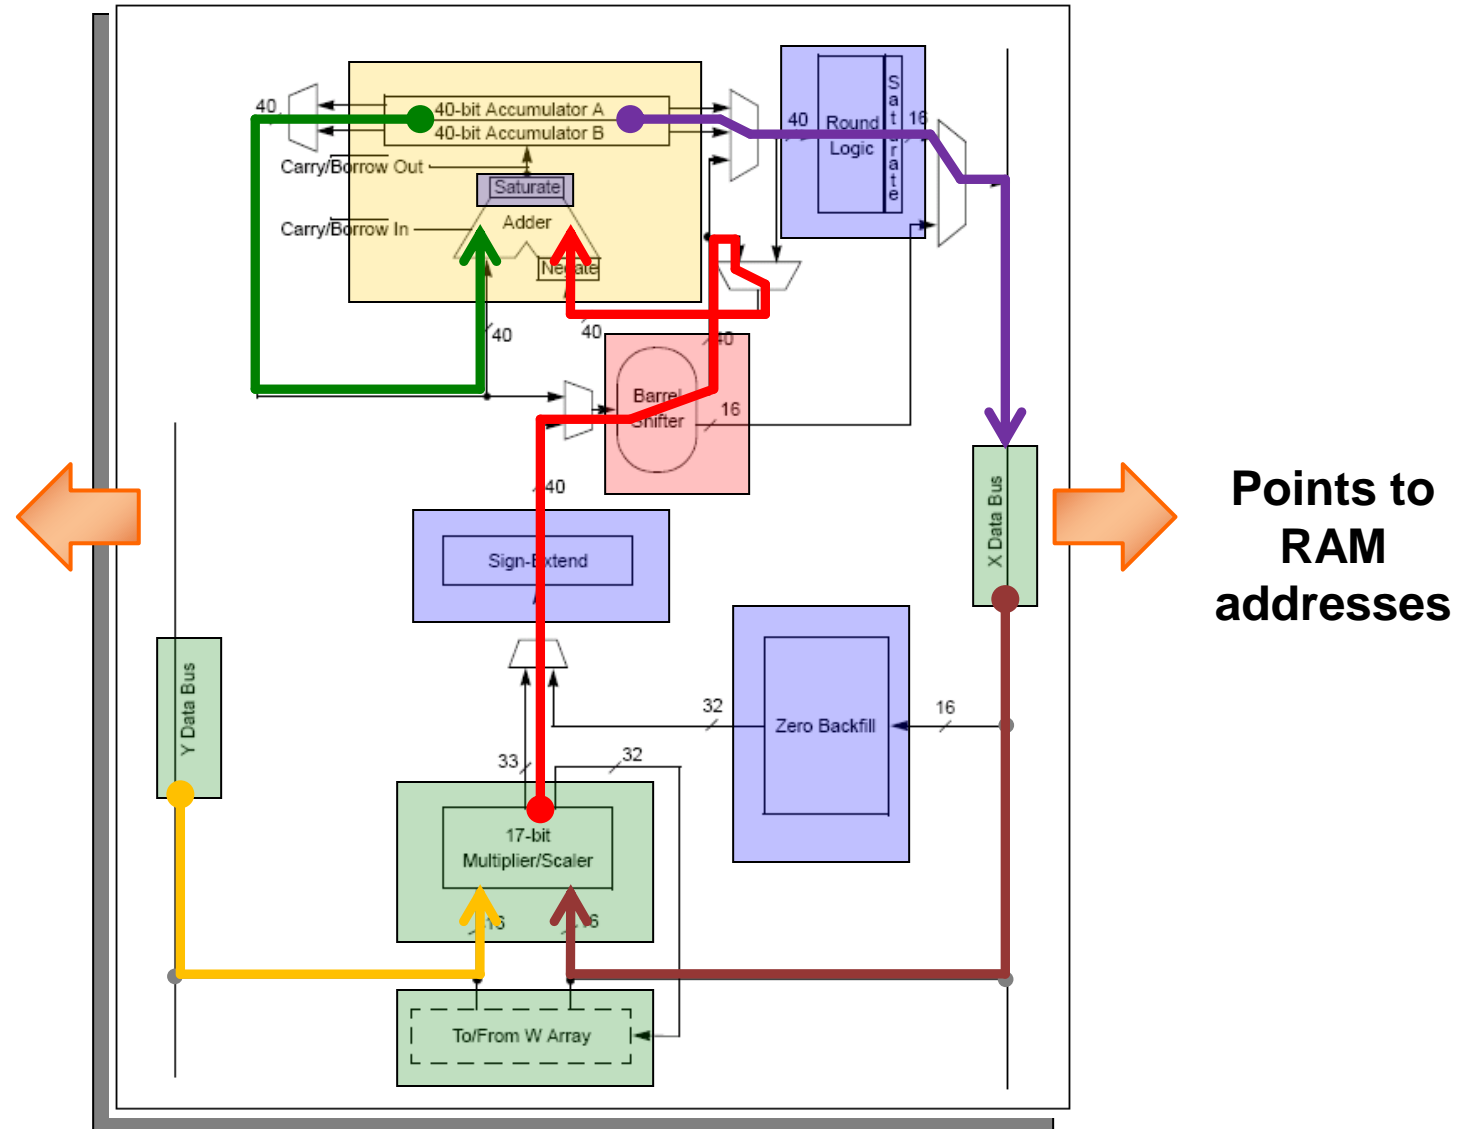 40
40-bit Accumulator A
40-bit Accumulator B
40
Round
Logic
Saturate
16
Carry/Borrow Out
Saturate
Carry/Borrow In
Adder
Negate
40
40
40
Barrel
Shifter
16
40
Sign-Extend
X Data Bus
Points to
RAM
addresses
Y Data Bus
32
Zero Backfill
16
33
32
17-bit
Multiplier/Scaler
16
16
To/From W Array